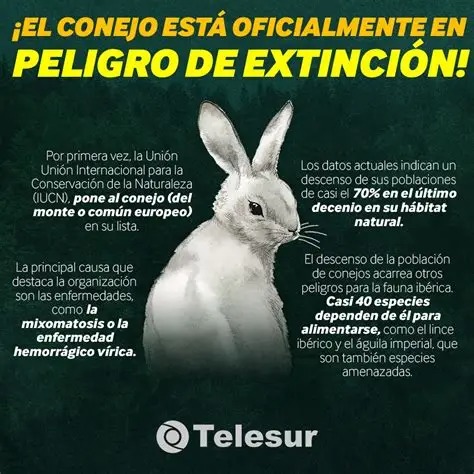 ¡EL CONEJO ESTÁ OFICIALMENTE EN
PELIGRO DE EXTINCIÓN!
Por primera vez, la Unión
Unión Internacional para la
Conservación de la Naturaleza
(IUCN), pone al conejo (del
monte o común europeo)
en su lista.
La principal causa que
destaca la organización
son las enfermedades,
como la
mixomatosis o la
enfermedad
hemorrágico vírica.
Los datos actuales indican un
descenso de sus poblaciones
de casi el 70% en el último
decenio en su hábitat
natural.
El descenso de la población
de conejos acarrea otros
peligros para la fauna ibérica.
Casi 40 especies
dependen de él para
alimentarse, como el lince
ibérico y el águila imperial, que
son también especies
amenazadas.
Telesur